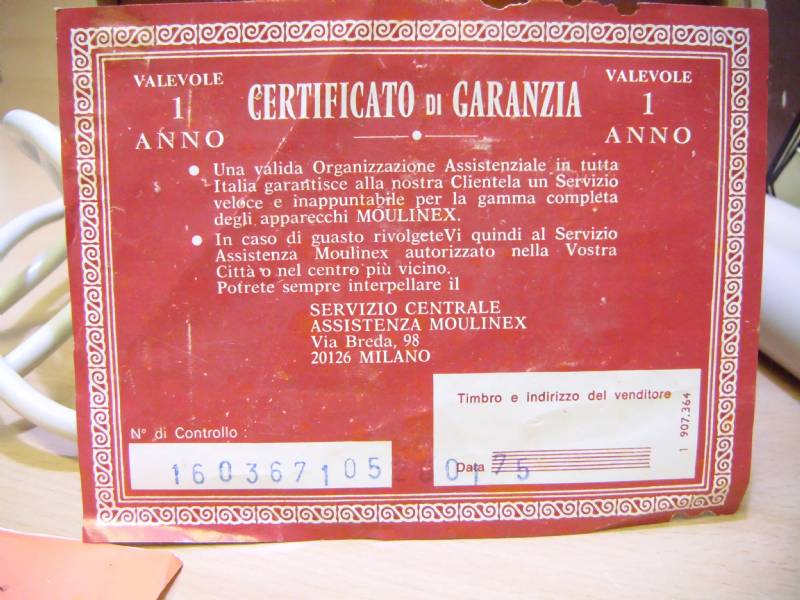 VALEVOLE
1
ANNO
CERTIFICATO DI GARANZIA
VALEVOLE
1
ANNO
• Una valida Organizzazione Assistenziale in tutta
Italia garantisce alla nostra Clientela un Servizio
veloce e inappuntabile per la gamma completa
degli apparecchi MOULINEX.
• In caso di guasto rivolgeteVi quindi al Servizio
Assistenza Moulinex autorizzato nella Vostra
Città o nel centro più vicino.
Potrete sempre interpellare il
SERVIZIO CENTRALE
ASSISTENZA MOULINEX
Via Breda, 98
20126 MILANO
Timbro e indirizzo del venditore
1 907.364
N° di Controllo :
Data
160367105